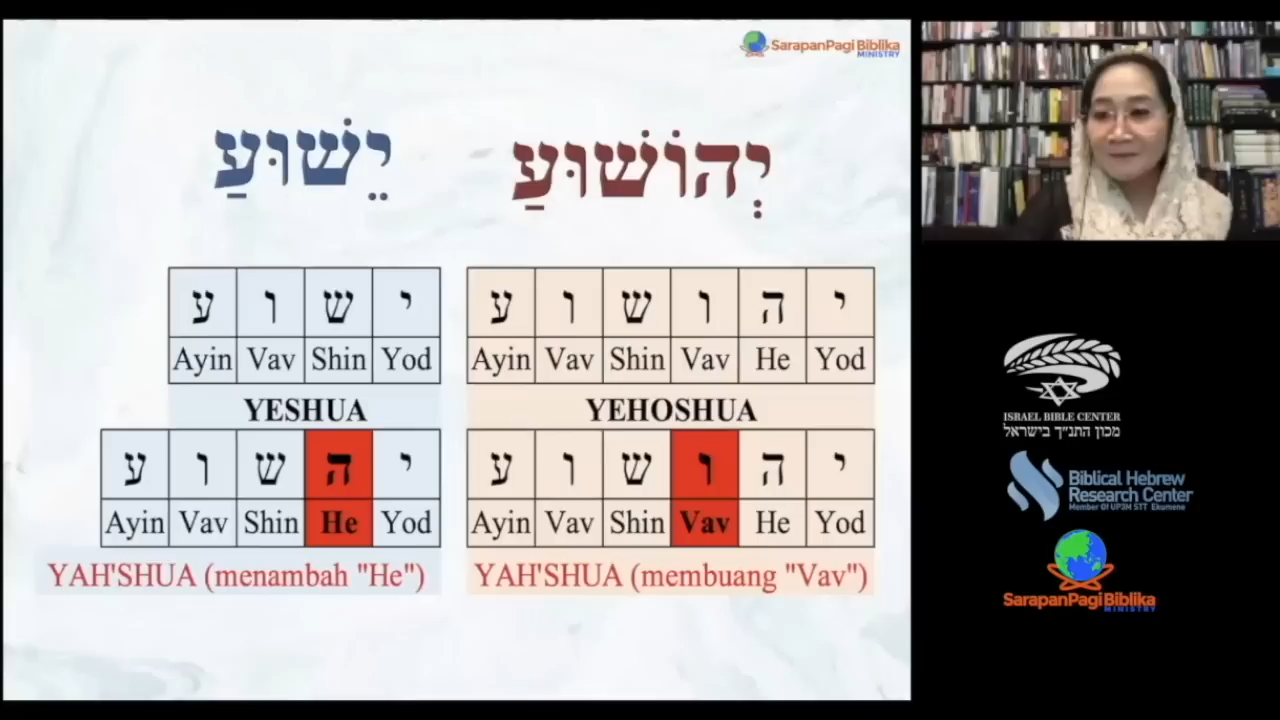 SarapanPagi Biblika
MINISTRY
יֵשׁוּעַ
יְהוֹשׁוּעַ
ע ו ש י
Ayin Vav Shin Yod
YESHUA
ע ו ש ה י
Ayin Vav Shin He Yod
YAH'SHUA (menambah "He")
ע ו ש ו ה י
Ayin Vav Shin Vav He Yod
YEHOSHUA
ע ו ש ו ה י
Ayin Vav Shin Vav He Yod
YAH'SHUA (membuang "Vav")
ISRAEL BIBLE CENTER
מכון התנ"ך בישראל
Biblical Hebrew
Research Center
Member Of UP3M STT Ekumene
SarapanPagi Biblika
MINISTRY